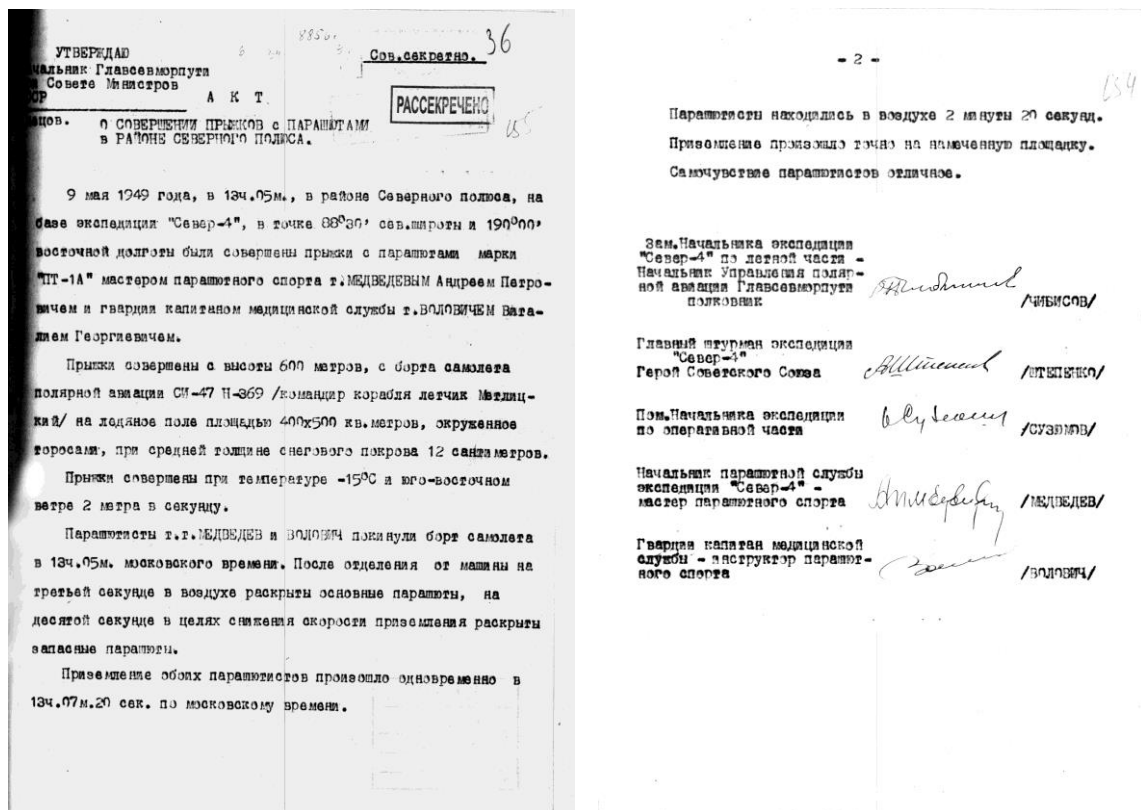 36
Сов.секретно.
УТВЕРЖДАЮ
чальник Главсевморпути
и Совете Министров
СР
А К Т
РАССЕКРЕЧЕНО
цов.
О СОВЕРШЕНИИ ПРЫЖКОВ с ПАРАШЮТАМИ
в РАЙОНЕ СЕВЕРНОГО ПОЛЮСА.
9 мая 1949 года, в 13ч.05м., в районе Северного полюса, на
базе экспедиции "Север-4", в точке 88°30' сев.широты и 190°00'
восточной долготы были совершены прыжки с парашютами марки
"ПТ-1А" мастером парашютного спорта т.МЕДВЕДЕВЫМ Андреем Петро-
вичем и гвардии капитаном медицинской службы т.ВОЛОВИЧЕМ Вита-
лием Георгиевичем.
Прыжки совершены с высоты 600 метров, с борта самолета
полярной авиации СИ-47 Н-369 /командир корабля летчик Метлиц-
кий/ на ледяное поле площадью 400х500 кв.метров, окруженное
торосами, при средней толщине снегового покрова 12 сантиметров.
Прыжки совершены при температуре -15°С и юго-восточном
ветре 2 метра в секунду.
Парашютисты т.т.МЕДВЕДЕВ и ВОЛОВИЧ покинули борт самолета
в 13ч.05м. московского времени. После отделения от машины на
третьей секунде в воздухе раскрыты основные парашюты, на
десятой секунде в целях снижения скорости приземления раскрыты
запасные парашюты.
Приземление обоих парашютистов произошло одновременно в
13ч.07м.20 сек. по московскому времени.
- 2 -
Парашютисты находились в воздухе 2 минуты 20 секунд.
Приземление произошло точно на намеченную площадку.
Самочувствие парашютистов отличное.
Зам.Начальника экспедиции
"Север-4" по летной части -
Начальник Управления поляр-
ной авиации Главсевморпути
полковник
/ЧИБИСОВ/
Главный штурман экспедиции
"Север-4"
Герой Советского Союза
/ШТЕПЕНКО/
Пом.Начальника экспедиции
по оперативной части
/СУЗЮМОВ/
Начальник парашютной службы
экспедиции "Север-4" -
мастер парашютного спорта
/МЕДВЕДЕВ/
Гвардии капитан медицинской
службы - инструктор парашют-
ного спорта
/ВОЛОВИЧ/